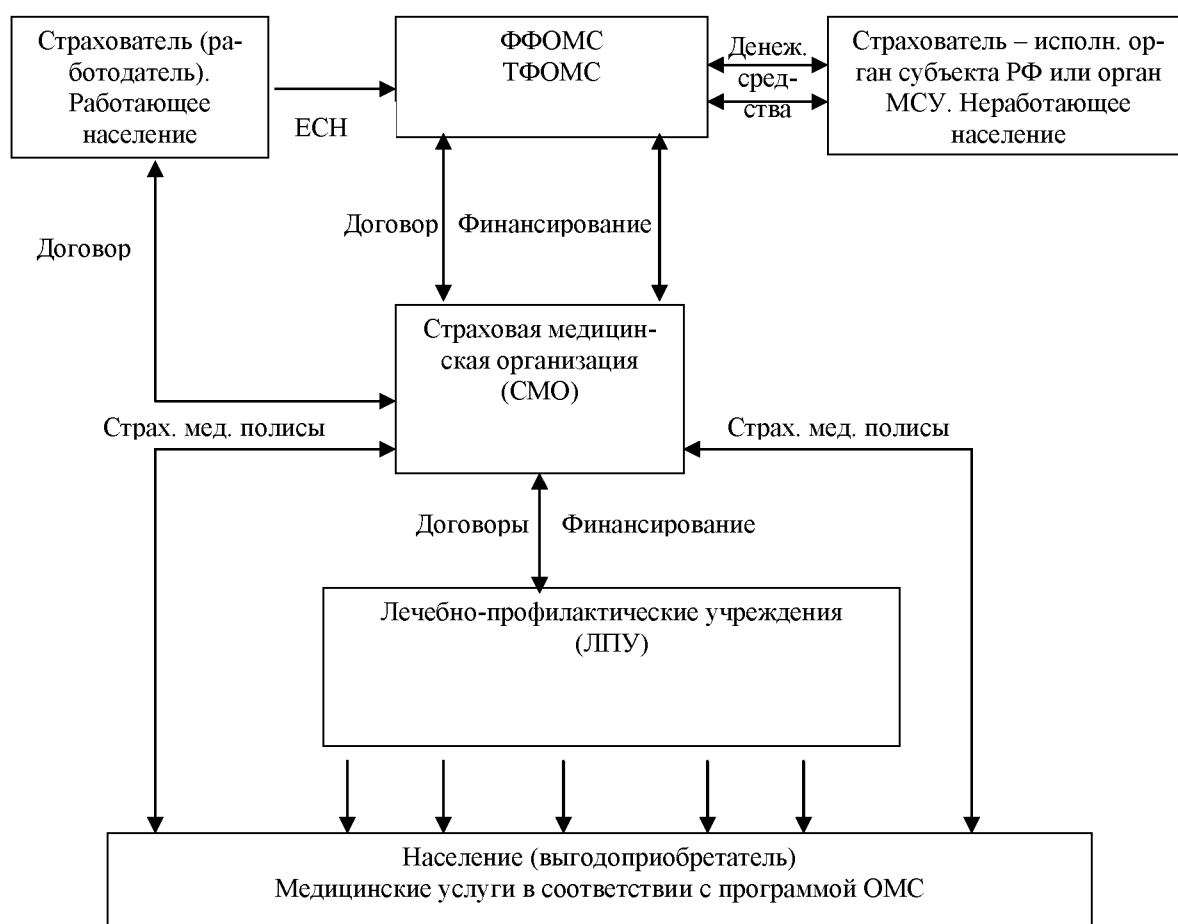 Страхователь (ра-
ботодатель).
Работающее
население
ЕСН
ФФОМС
ТФОМС
Денеж.
сред-
ства
Страхователь – исполн. ор-
ган субъекта РФ или орган
МСУ. Неработающее
население
Договор
Договор
Финансирование
Страховая медицин-
ская организация
(СМО)
Страх. мед. полисы
Страх. мед. полисы
Договоры
Финансирование
Лечебно-профилактические учреждения
(ЛПУ)
Население (выгодоприобретатель)
Медицинские услуги в соответствии с программой ОМС